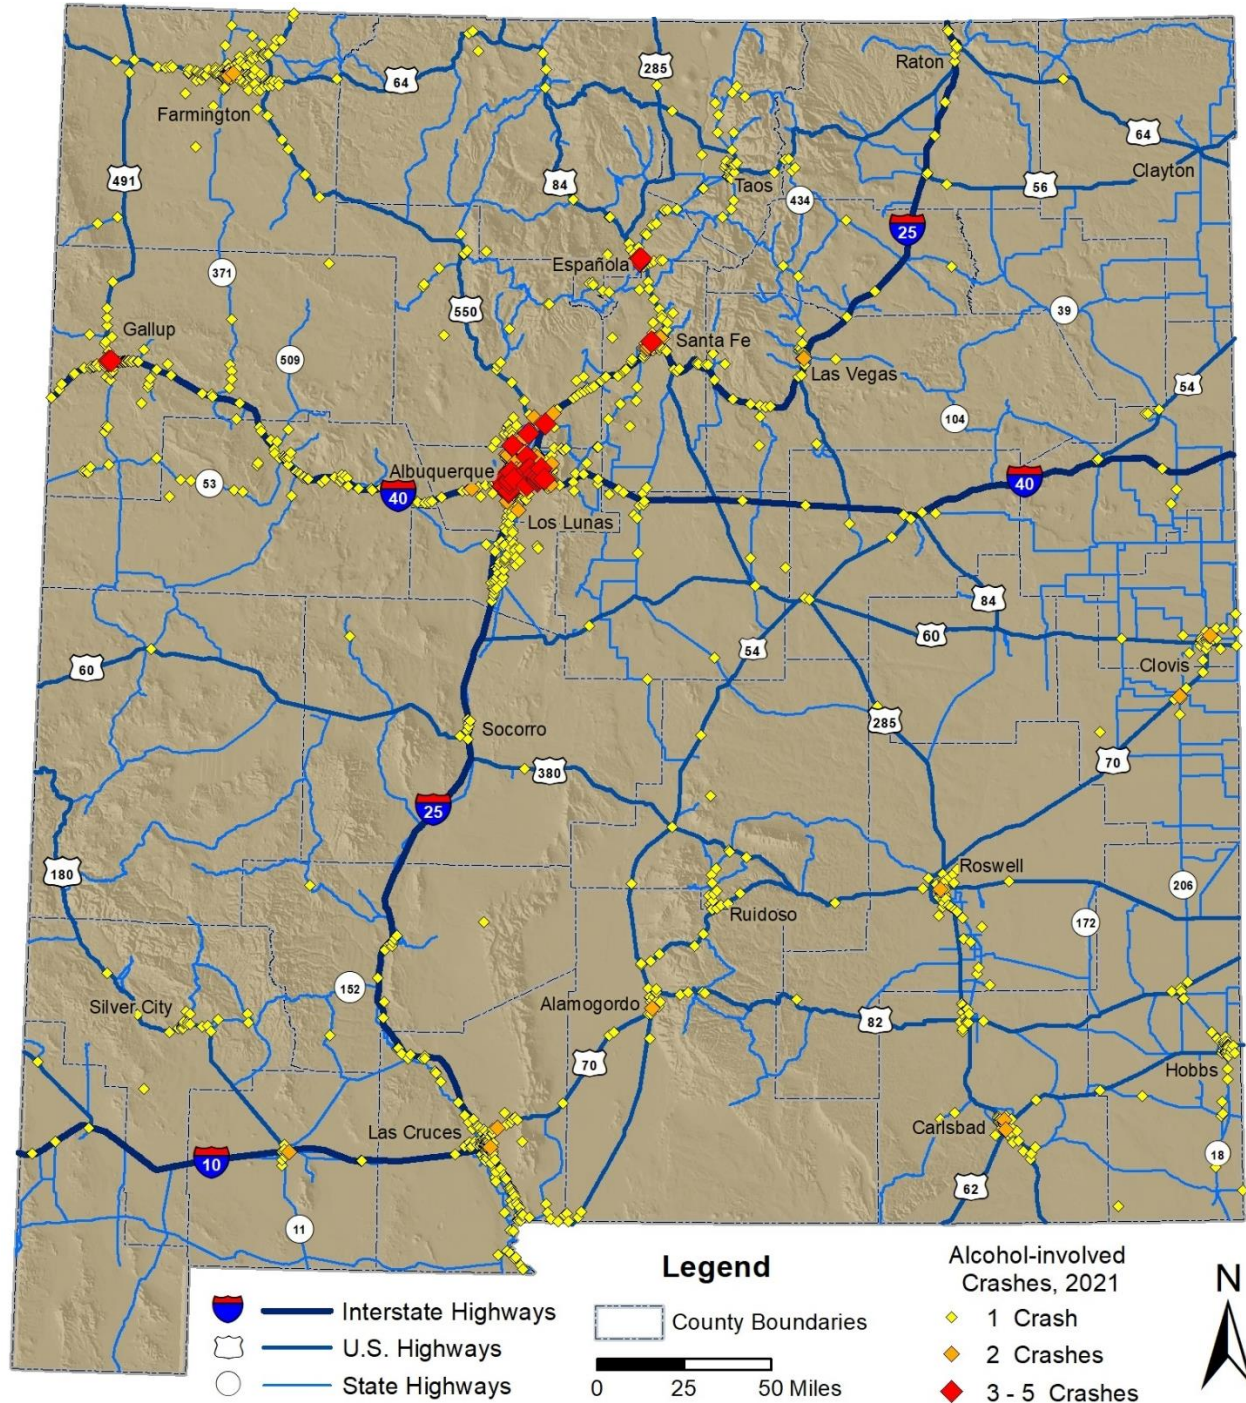 285
Raton
64
Farmington
64
Clayton
491
84
Taos
56
434
25
Española
371
550
39
Gallup
Santa Fe
509
Las Vegas
54
104
Albuquerque
53
40
40
Los Lunas
84
60
54
Clovis
60
285
Socorro
380
70
25
180
Roswell
206
Ruidoso
172
152
Silver City
Alamogordo
82
70
Hobbs
Las Cruces
Carlsbad
10
18
62
11
Legend
Interstate Highways
U.S. Highways
State Highways
County Boundaries
0 25 50 Miles
Alcohol-involved
Crashes, 2021
1 Crash
2 Crashes
3 - 5 Crashes
N